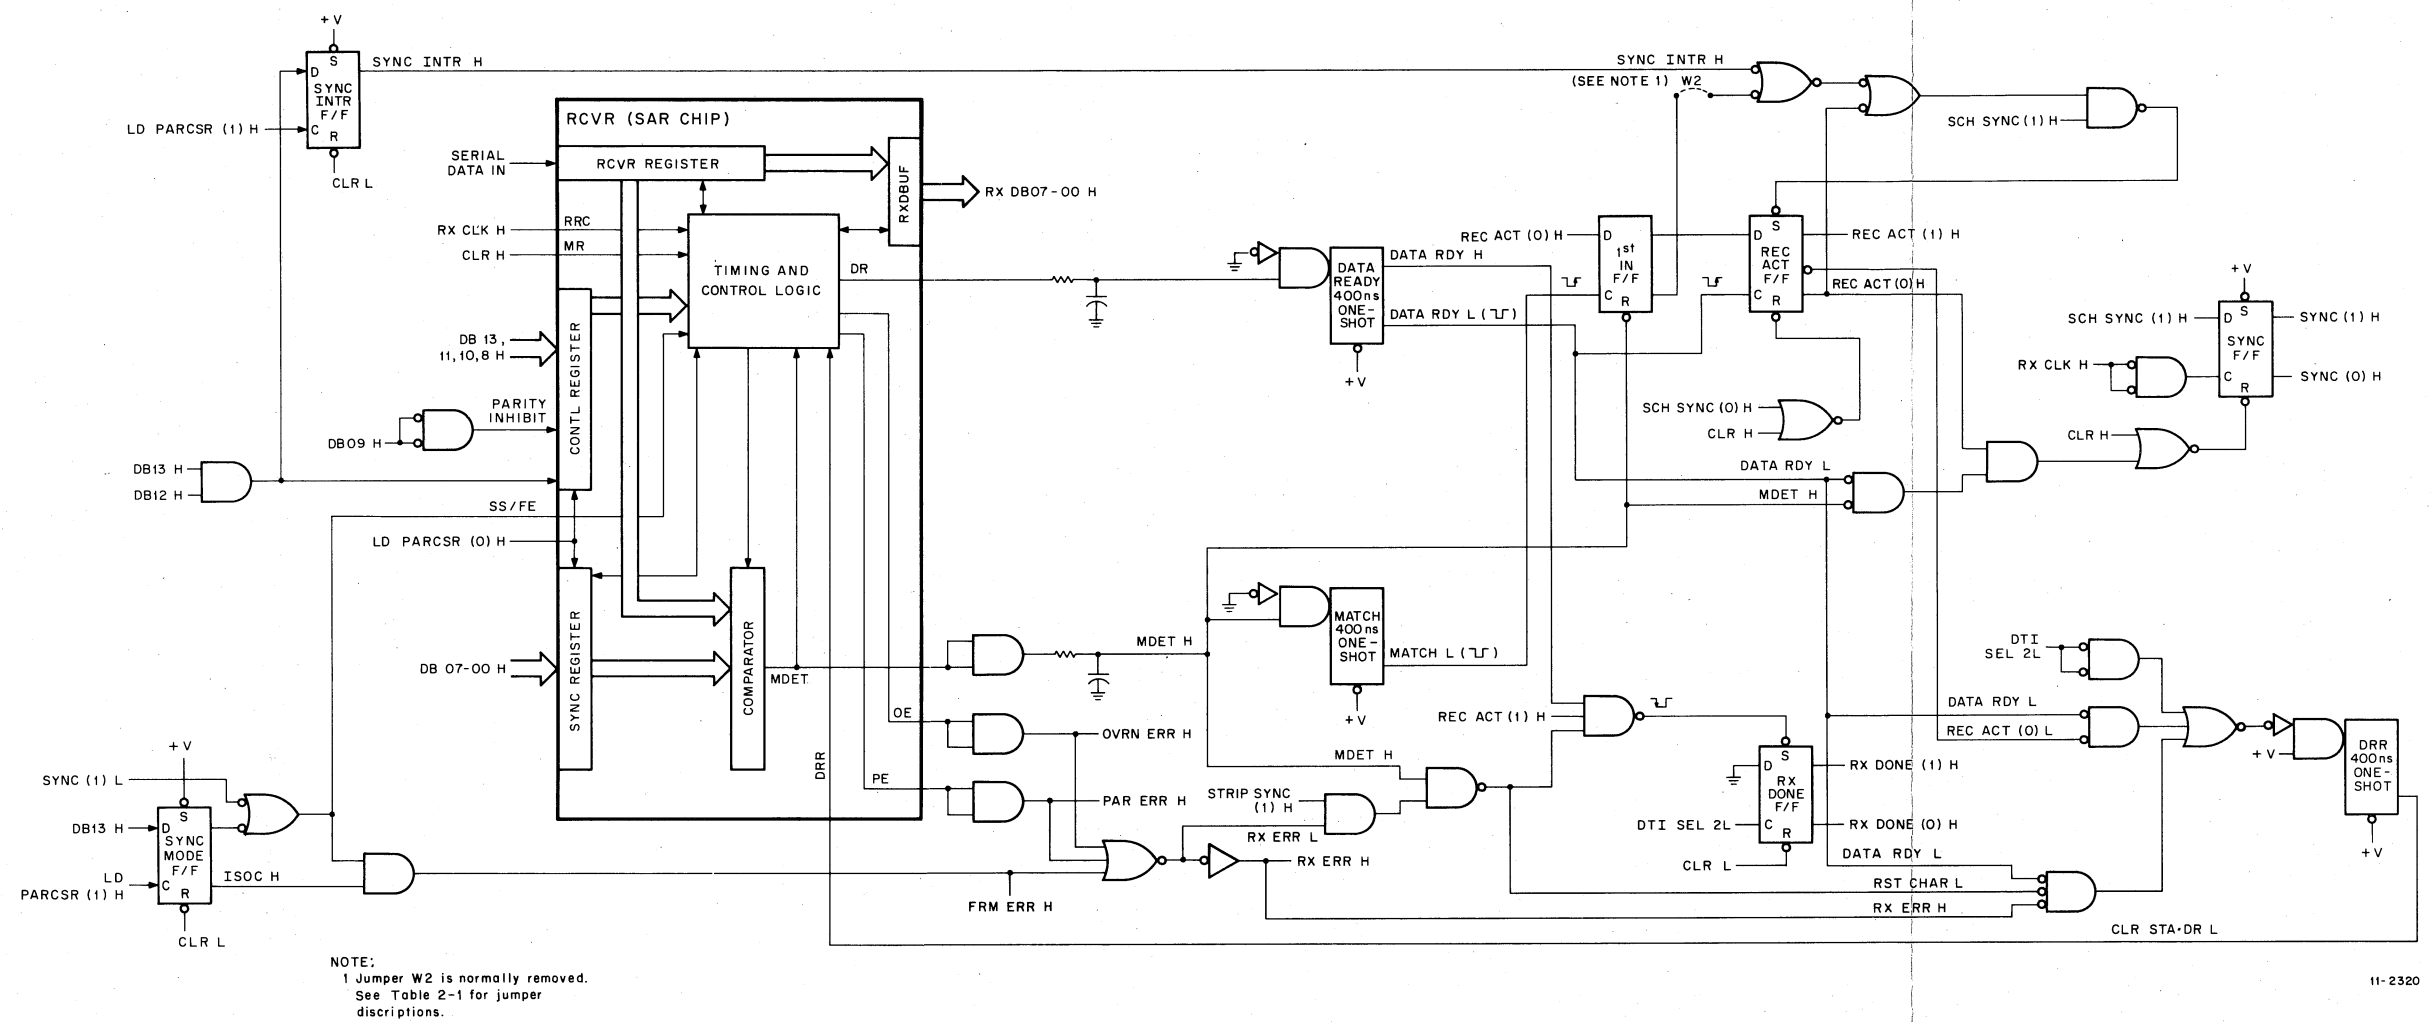 +V
S
D
SYNC
INTR
F/F
C
R
LD PARCSR (1) H
CLR L
SYNC INTR H
RCVR (SAR CHIP)
SERIAL
DATA IN
RCVR REGISTER
RXDBUF
RX DB07-00 H
RX CLK H
RRC
CLR H
MR
TIMING AND
CONTROL LOGIC
DR
DB 13,
11,10,8 H
CONTL REGISTER
PARITY
INHIBIT
DB09 H
DB13 H
DB12 H
SS/FE
LD PARCSR (0) H
SYNC REGISTER
COMPARATOR
DB 07-00 H
MDET
DRR
OE
PE
+V
SYNC (1) L
S
DB13 H
D
SYNC
MODE
F/F
LD
PARCSR (1) H
C
R
ISOC H
CLR L
MDET H
OVRN ERR H
PAR ERR H
FRM ERR H
RX ERR L
RX ERR H
STRIP SYNC
(1) H
DATA
READY
400ns
ONE-
SHOT
+V
DATA RDY H
DATA RDY L ( )
MATCH
400ns
ONE-
SHOT
+V
MATCH L ( )
SYNC INTR H
(SEE NOTE 1) W2
SCH SYNC(1) H
REC ACT (0) H
D
1st
IN
F/F
C
R
S
D
REC
ACT
F/F
C
R
REC ACT (1) H
REC ACT (0) H
SCH SYNC (0) H
CLR H
DATA RDY L
MDET H
+V
SCH SYNC (1) H
D
S
SYNC
F/F
C
R
SYNC (1) H
SYNC (0) H
RX CLK H
CLR H
REC ACT (1) H
MDET H
S
D
RX
DONE
F/F
C
R
RX DONE (1) H
RX DONE (0) H
DTI SEL 2L
CLR L
DATA RDY L
RST CHAR L
RX ERR H
DTI
SEL 2L
DATA RDY L
REC ACT (0) L
+V
DRR
400ns
ONE-
SHOT
+V
CLR STA·DR L
NOTE:
1 Jumper W2 is normally removed.
See Table 2-1 for jumper
discriptions.
11-2320